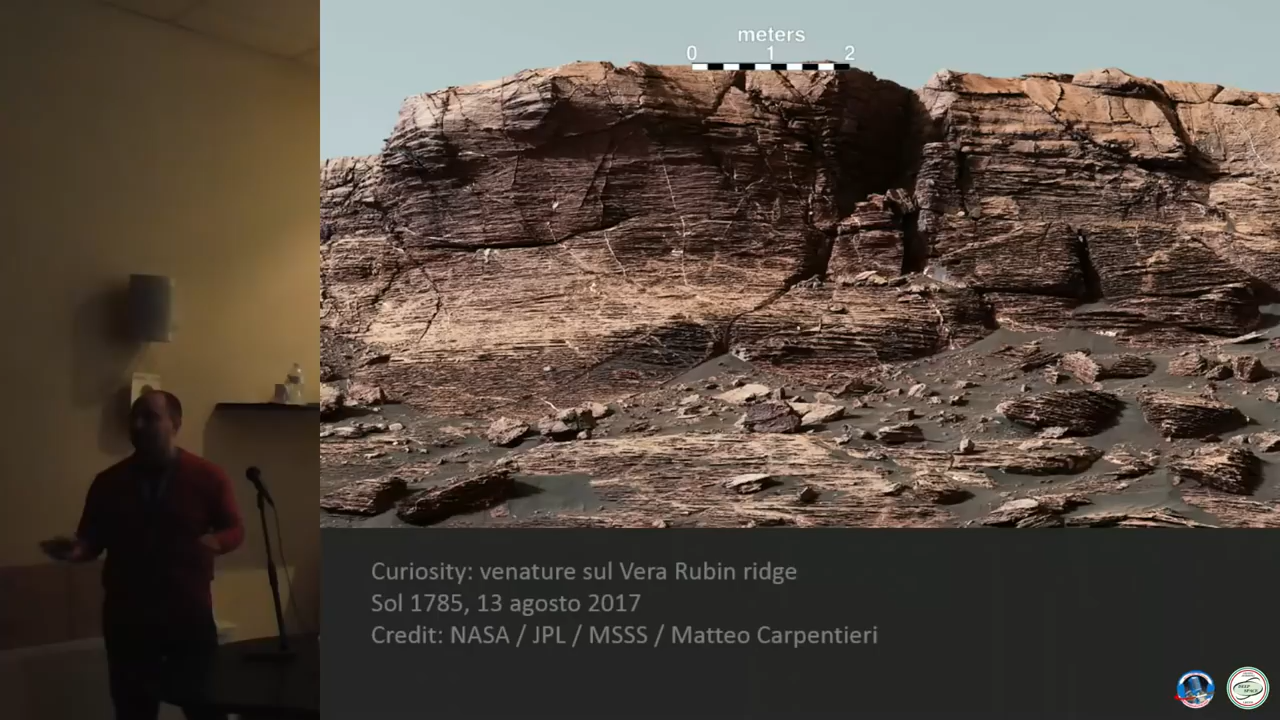 meters
0 1 2
Curiosity: venature sul Vera Rubin ridge
Sol 1785, 13 agosto 2017
Credit: NASA / JPL / MSSS / Matteo Carpentieri